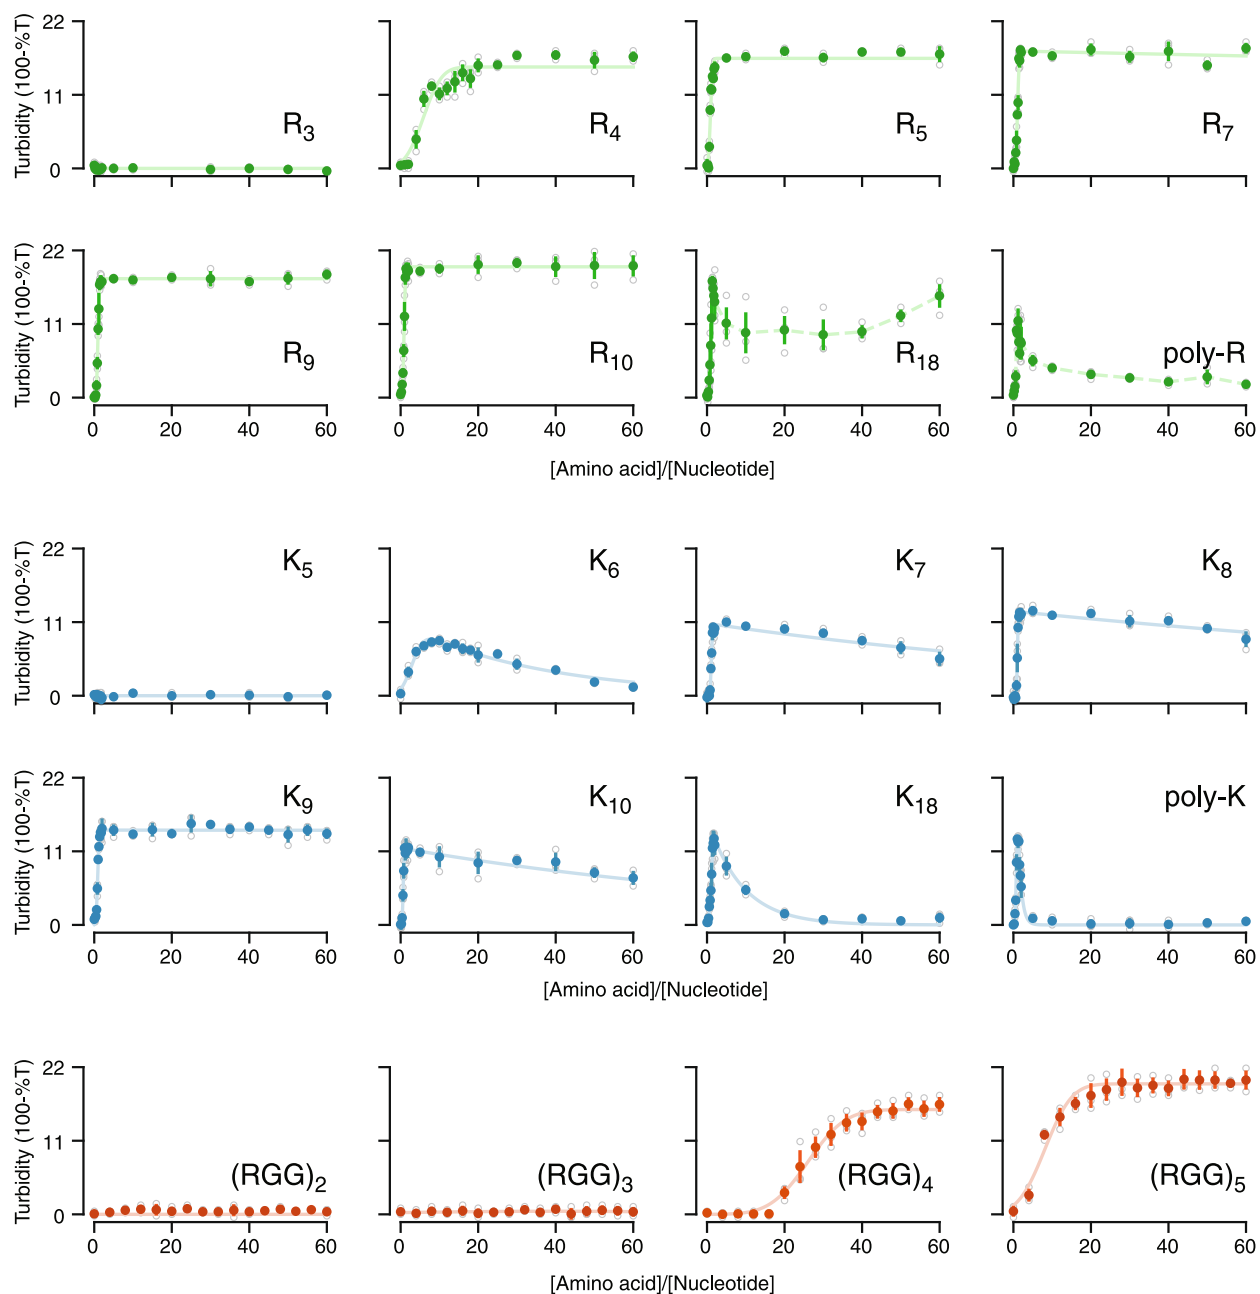 Turbidity (100-%T)
22
11
0
R3
R4
R5
R7
Turbidity (100-%T)
22
11
0
R9
R10
R18
poly-R
0 20 40 60
0 20 40 60
0 20 40 60
0 20 40 60
[Amino acid]/[Nucleotide]
Turbidity (100-%T)
22
11
0
K5
K6
K7
K8
Turbidity (100-%T)
22
11
0
K9
K10
K18
poly-K
0 20 40 60
0 20 40 60
0 20 40 60
0 20 40 60
[Amino acid]/[Nucleotide]
Turbidity (100-%T)
22
11
0
(RGG)2
(RGG)3
(RGG)4
(RGG)5
0 20 40 60
0 20 40 60
0 20 40 60
0 20 40 60
[Amino acid]/[Nucleotide]